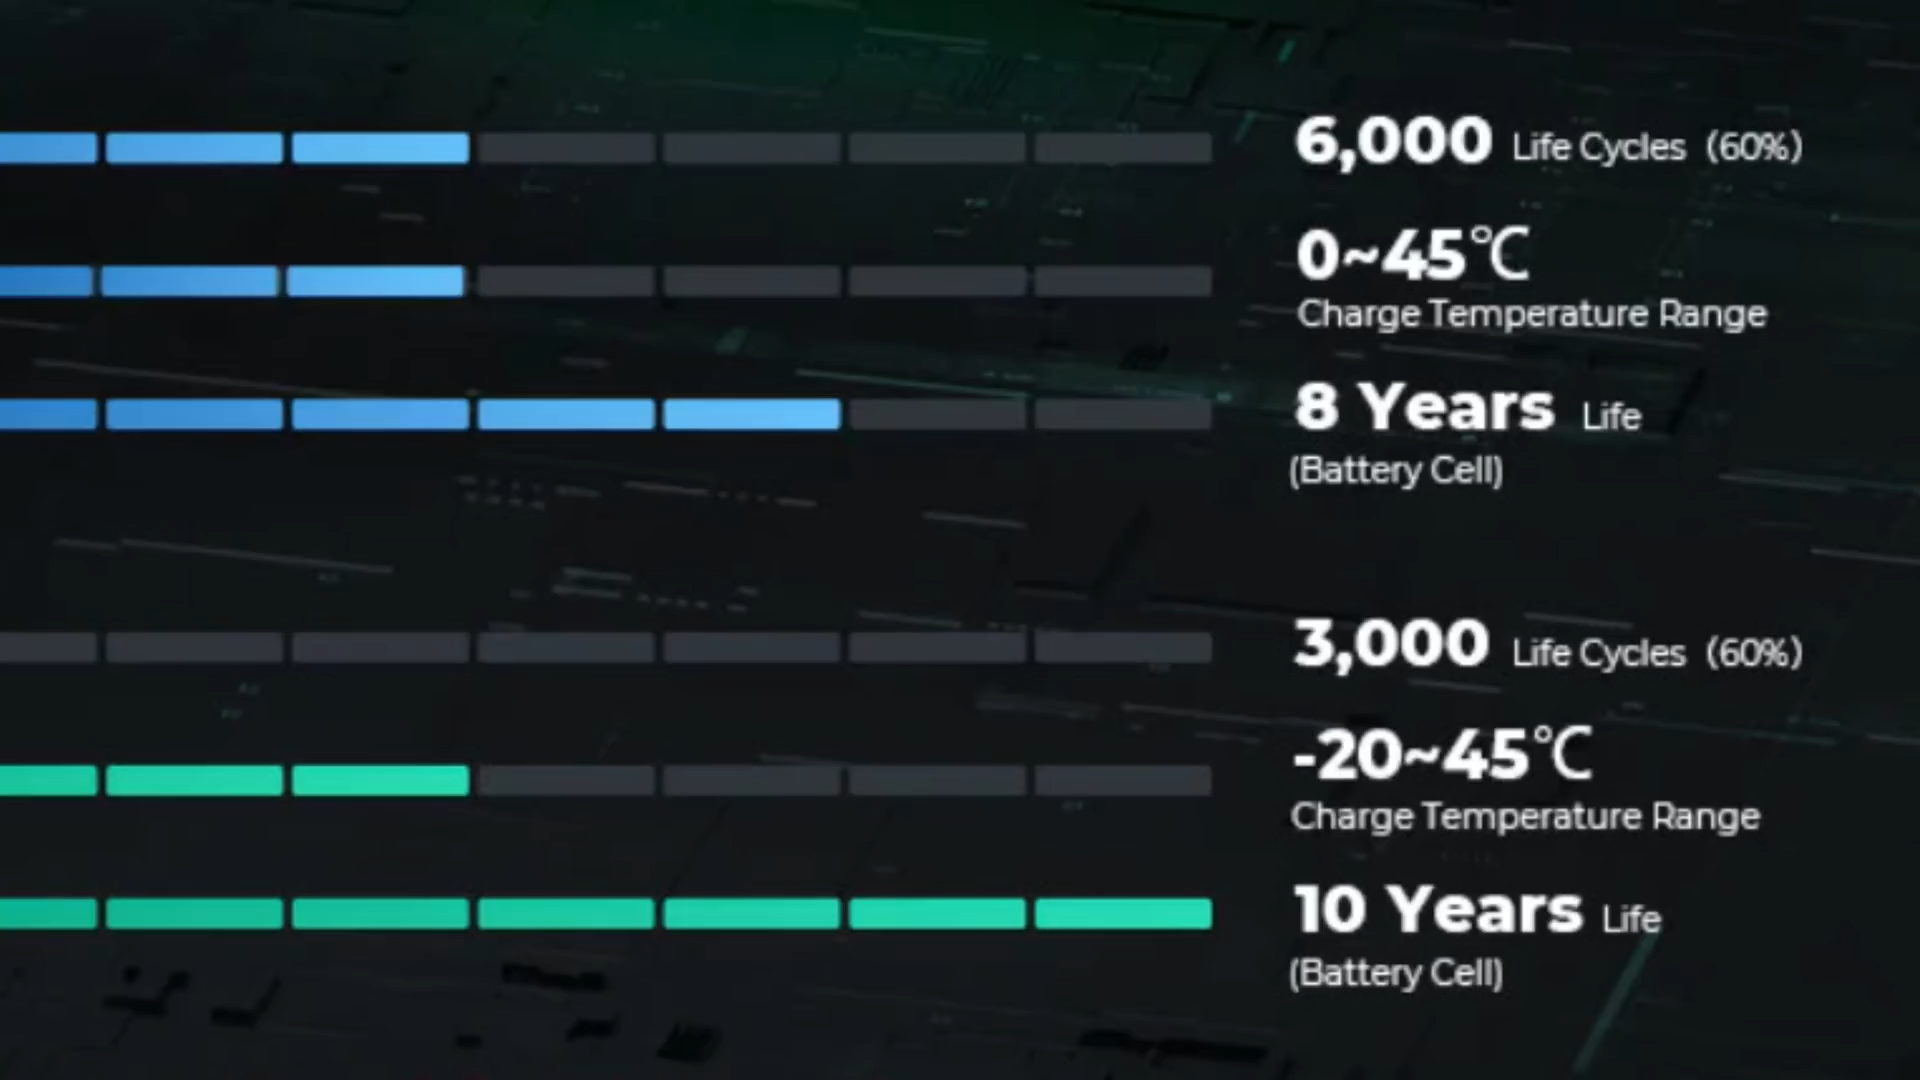 6,000 Life Cycles (60%)
0~45℃
Charge Temperature Range
8 Years Life
(Battery Cell)
3,000 Life Cycles (60%)
-20~45℃
Charge Temperature Range
10 Years Life
(Battery Cell)